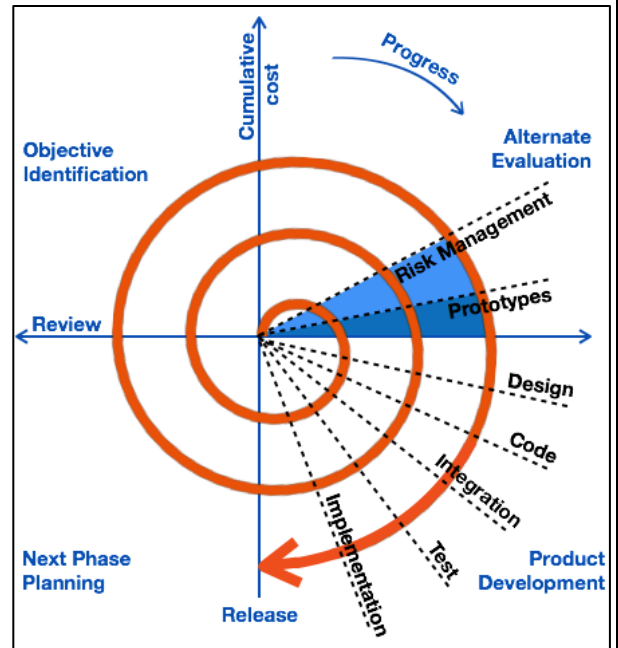 Progress
Cumulative
cost
Objective
Identification
Alternate
Evaluation
Risk Management
Prototypes
Review
Design
Code
Integration
Test
Implementation
Next Phase
Planning
Product
Development
Release